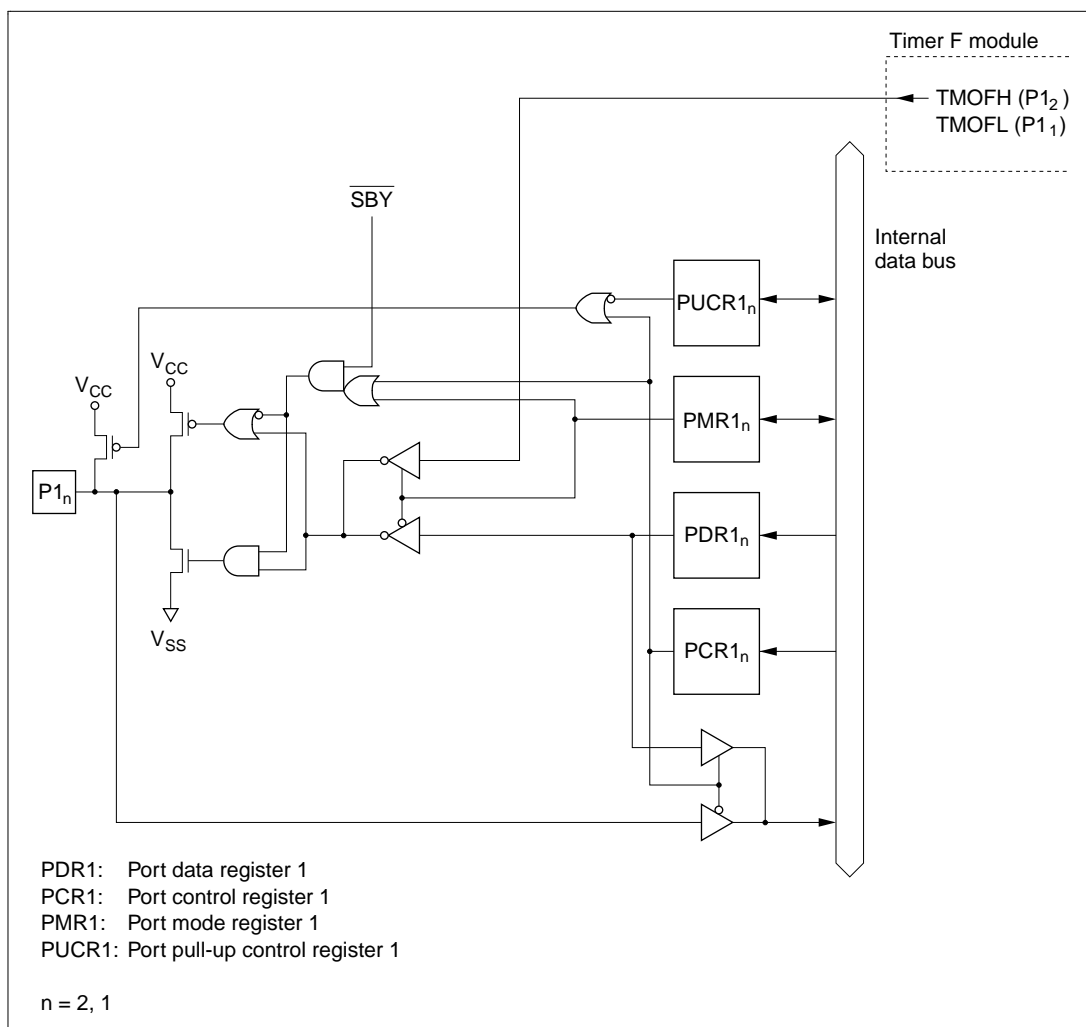 Timer F module
TMOFH (P1₂)
TMOFL (P1₁)
S̅B̅Y̅
Internal
data bus
PUCR1ₙ
V_CC
V_CC
PMR1ₙ
P1ₙ
PDR1ₙ
V_SS
PCR1ₙ
PDR1: Port data register 1
PCR1: Port control register 1
PMR1: Port mode register 1
PUCR1: Port pull-up control register 1
n = 2, 1